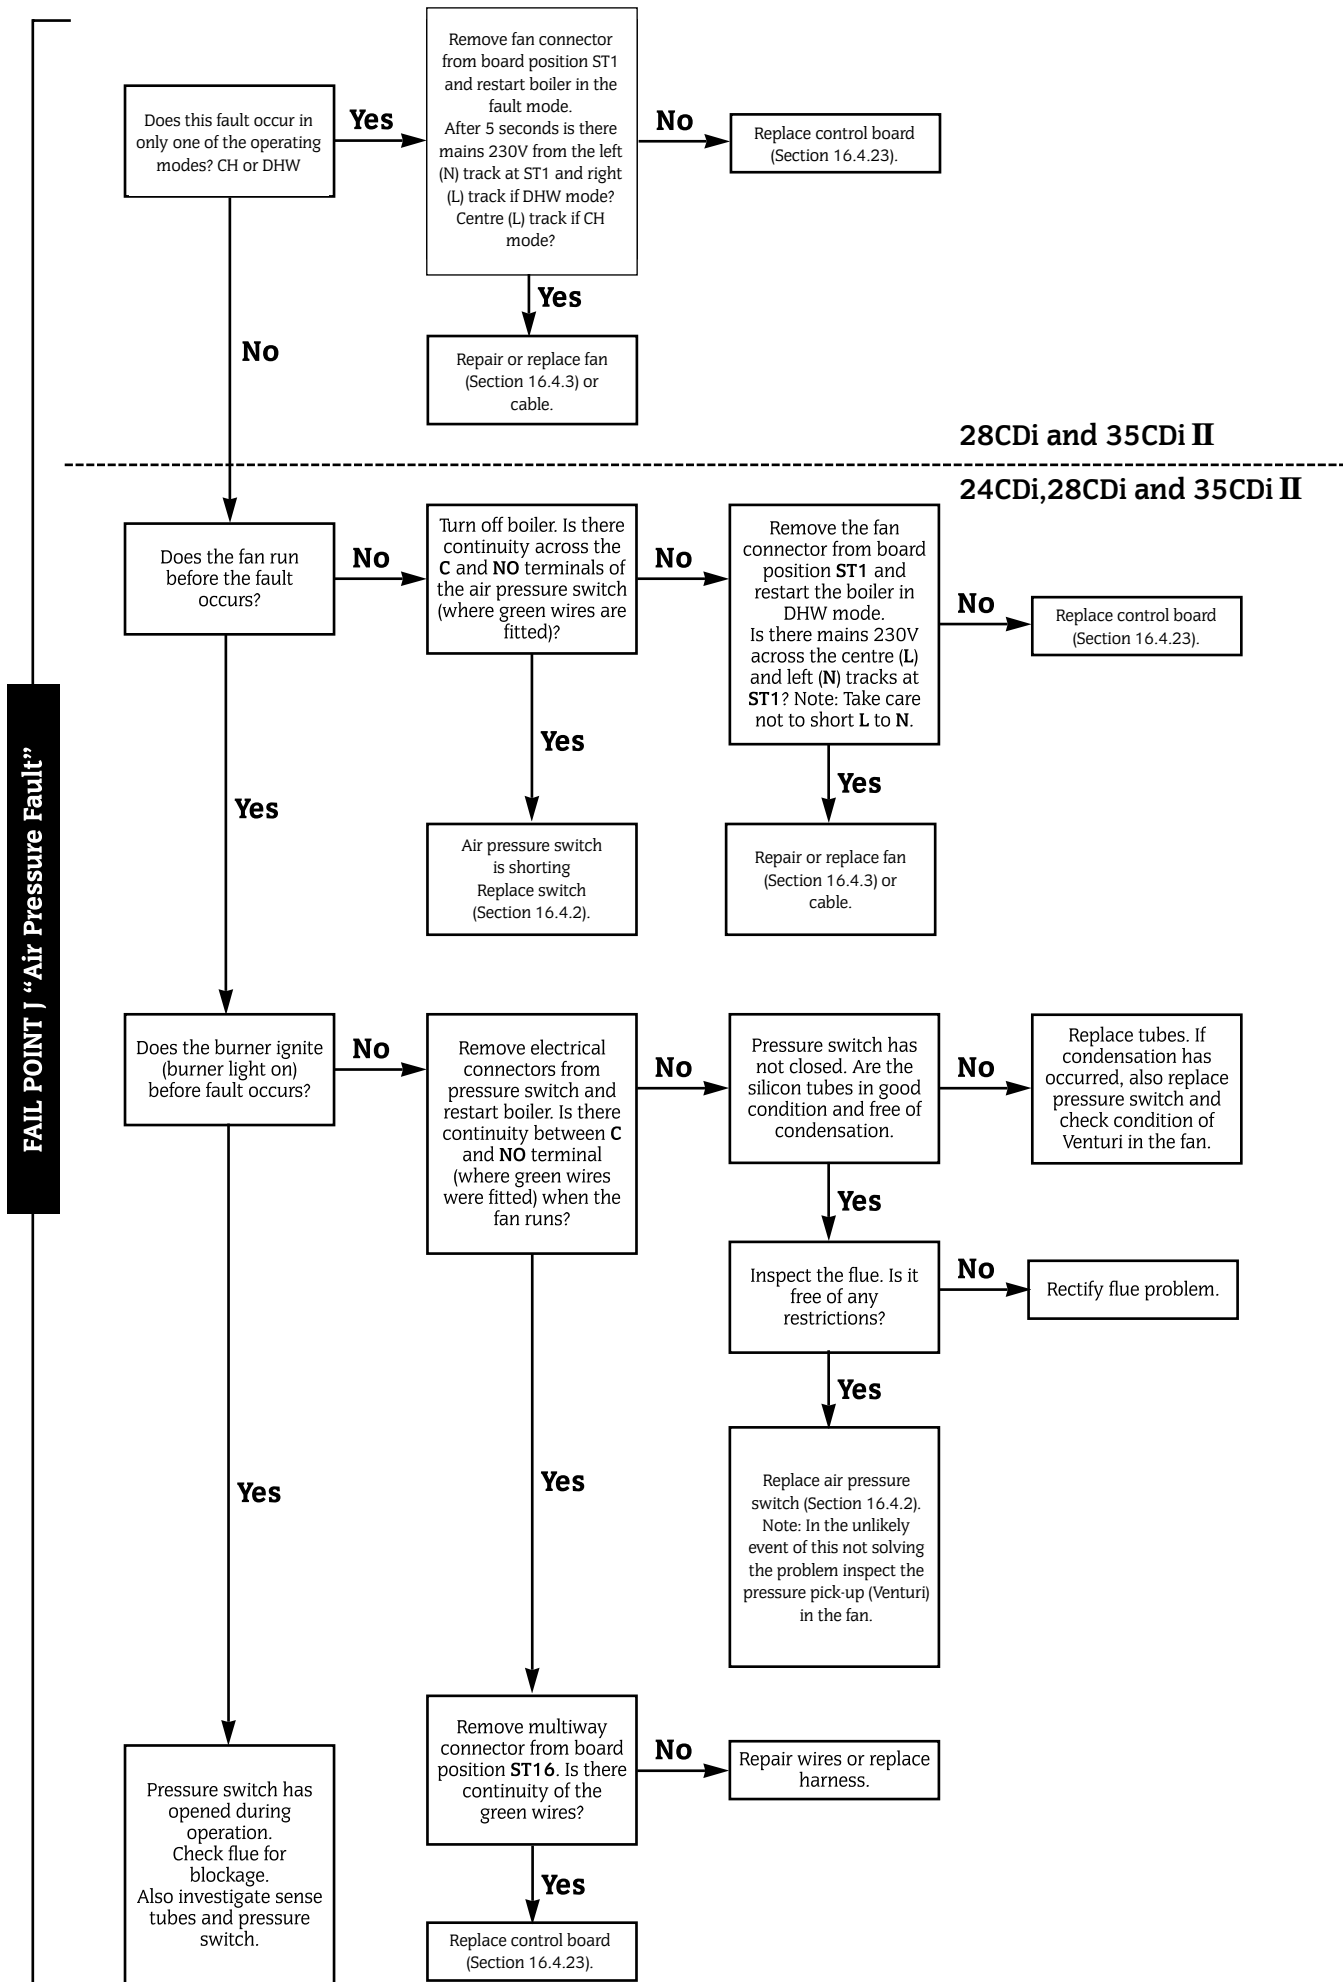 Remove fan connector
from board position ST1
and restart boiler in the
fault mode.
After 5 seconds is there
mains 230V from the left
(N) track at ST1 and right
(L) track if DHW mode?
Centre (L) track if CH
mode?
Does this fault occur in
only one of the operating
modes? CH or DHW
Yes
No
Replace control board
(Section 16.4.23).
Yes
No
Repair or replace fan
(Section 16.4.3) or
cable.
28CDi and 35CDi II
24CDi,28CDi and 35CDi II
Does the fan run
before the fault
occurs?
No
Turn off boiler. Is there
continuity across the
C and NO terminals of
the air pressure switch
(where green wires are
fitted)?
No
Remove the fan
connector from board
position ST1 and
restart the boiler in
DHW mode.
Is there mains 230V
across the centre (L)
and left (N) tracks at
ST1? Note: Take care
not to short L to N.
No
Replace control board
(Section 16.4.23).
Yes
Yes
Yes
Air pressure switch
is shorting
Replace switch
(Section 16.4.2).
Repair or replace fan
(Section 16.4.3) or
cable.
FAIL POINT J “Air Pressure Fault”
Does the burner ignite
(burner light on)
before fault occurs?
No
Remove electrical
connectors from
pressure switch and
restart boiler. Is there
continuity between C
and NO terminal
(where green wires
were fitted) when the
fan runs?
No
Pressure switch has
not closed. Are the
silicon tubes in good
condition and free of
condensation.
No
Replace tubes. If
condensation has
occurred, also replace
pressure switch and
check condition of
Venturi in the fan.
Yes
Inspect the flue. Is it
free of any
restrictions?
No
Rectify flue problem.
Yes
Yes
Yes
Replace air pressure
switch (Section 16.4.2).
Note: In the unlikely
event of this not solving
the problem inspect the
pressure pick-up (Venturi)
in the fan.
Remove multiway
connector from board
position ST16. Is there
continuity of the
green wires?
No
Repair wires or replace
harness.
Pressure switch has
opened during
operation.
Check flue for
blockage.
Also investigate sense
tubes and pressure
switch.
Yes
Replace control board
(Section 16.4.23).